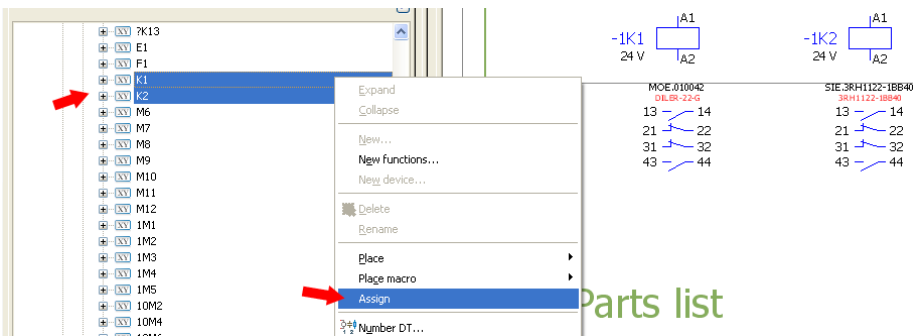 ?K13
E1
F1
K1
K2
M6
M7
M8
M9
M10
M11
M12
1M1
1M2
1M3
1M4
1M5
10M2
10M4
Expand
Collapse
New...
New functions...
New device...
Delete
Rename
Place
Place macro
Assign
Number DT...
A1
-1K1
24 V
A2
MOE.010042
DILER-22-G
13 14
21 22
31 32
43 44
A1
-1K2
24 V
A2
SIE.3RH1122-1BB40
3RH1122-1BB40
13 14
21 22
31 32
43 44
Parts list